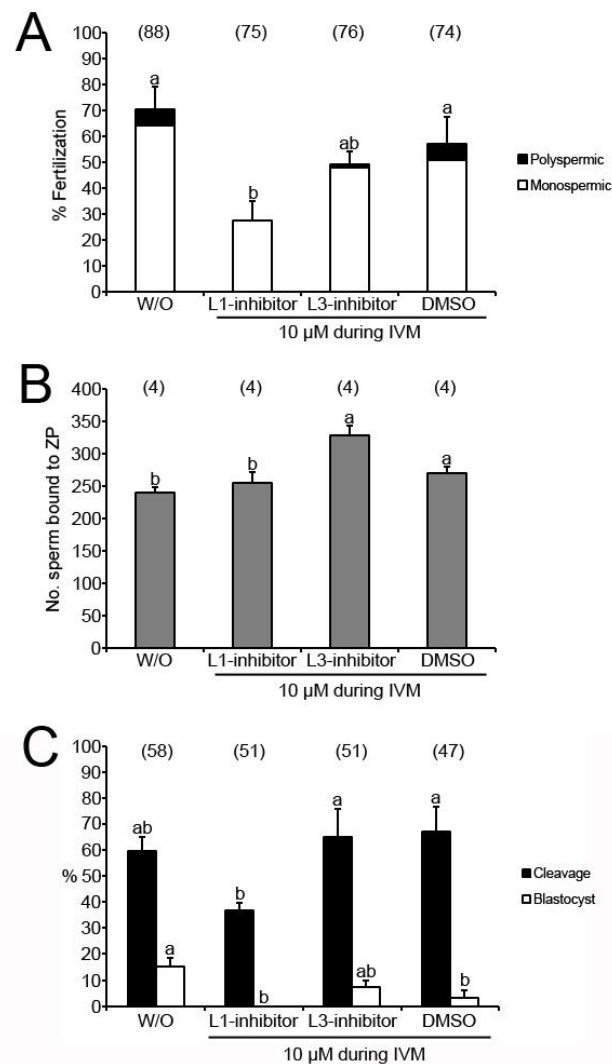 A
(88) (75) (76) (74)
a b ab a
% Fertilization
100
90
80
70
60
50
40
30
20
10
0
Polyspermic
Monospermic
W/O L1-inhibitor L3-inhibitor DMSO
10 µM during IVM
B
(4) (4) (4) (4)
b b a a
No. sperm bound to ZP
400
350
300
250
200
150
100
50
0
W/O L1-inhibitor L3-inhibitor DMSO
10 µM during IVM
C
(58) (51) (51) (47)
ab a b b a ab a b
%
100
90
80
70
60
50
40
30
20
10
0
Cleavage
Blastocyst
W/O L1-inhibitor L3-inhibitor DMSO
10 µM during IVM